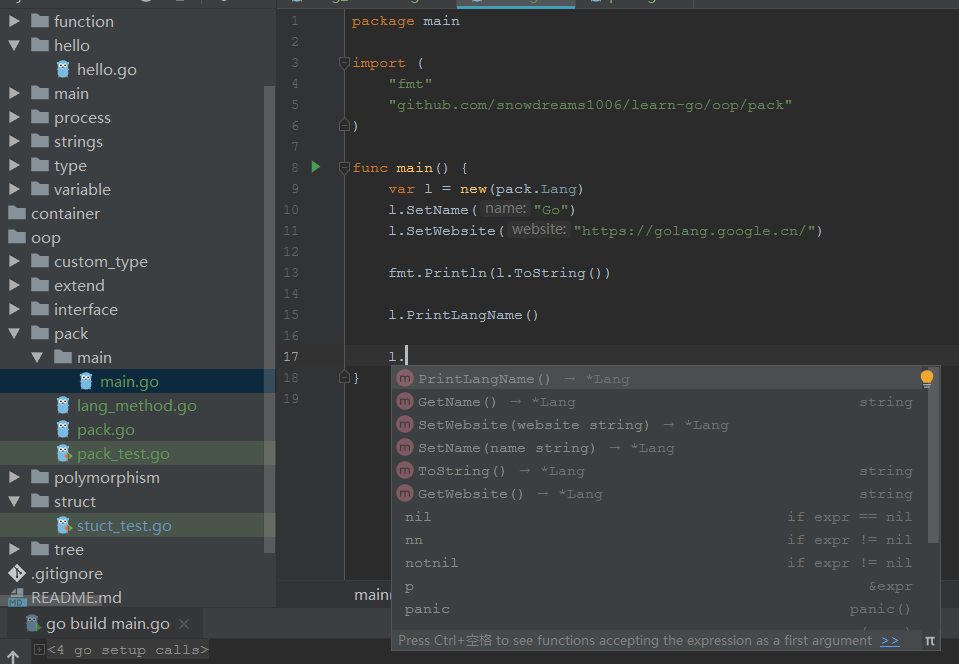 function
hello
hello.go
main
process
strings
type
variable
container
oop
custom_type
extend
interface
pack
main
main.go
lang_method.go
pack.go
pack_test.go
polymorphism
struct
stuct_test.go
tree
.gitignore
README.md
1 package main
2
3 import (
4 "fmt"
5 "github.com/snowdreams1006/learn-go/oop/pack"
6 )
7
8 func main() {
9 var l = new(pack.Lang)
10 l.SetName( name: "Go")
11 l.SetWebsite( website: "https://golang.google.cn/")
12
13 fmt.Println(l.ToString())
14
15 l.PrintLangName()
16
17 l.
18 }
19
PrintLangName() → *Lang
GetName() → *Lang string
SetWebsite(website string) → *Lang
SetName(name string) → *Lang
ToString() → *Lang string
GetWebsite() → *Lang string
nil if expr == nil
nn if expr != nil
notnil if expr != nil
p &expr
panic panic()
Press Ctrl+空格 to see functions accepting the expression as a first argument >> π
go build main.go ×
<4 go setup calls>